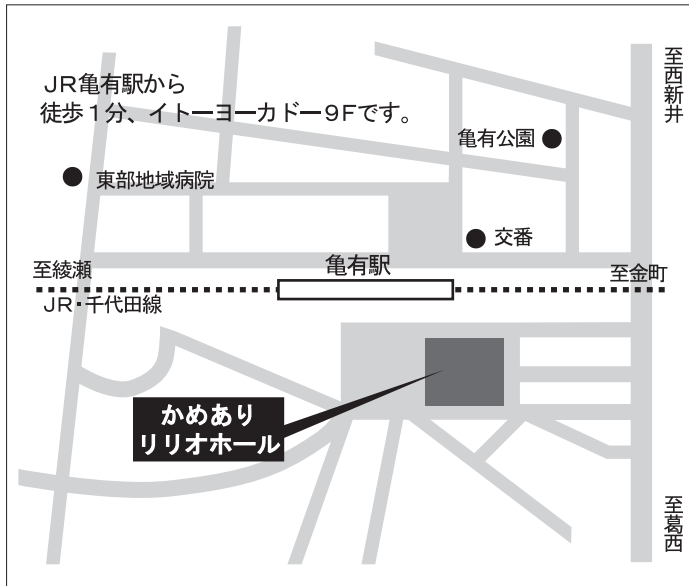 JR亀有駅から
徒歩1分、イトーヨーカドー9Fです。
至西新井
亀有公園
東部地域病院
交番
亀有駅
至綾瀬
至金町
JR・千代田線
かめあり
リリオホール
至葛西